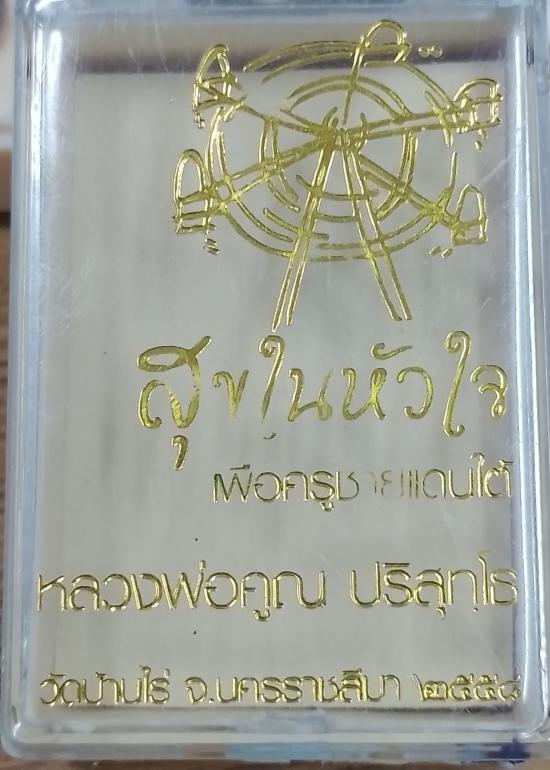 สุขในหัวใจ
เพื่อครูชายแดนใต้
หลวงพ่อคูณ ปริสุทฺโธ
วัดบ้านไร่ จ.นครราชสีมา ๒๕๕๘